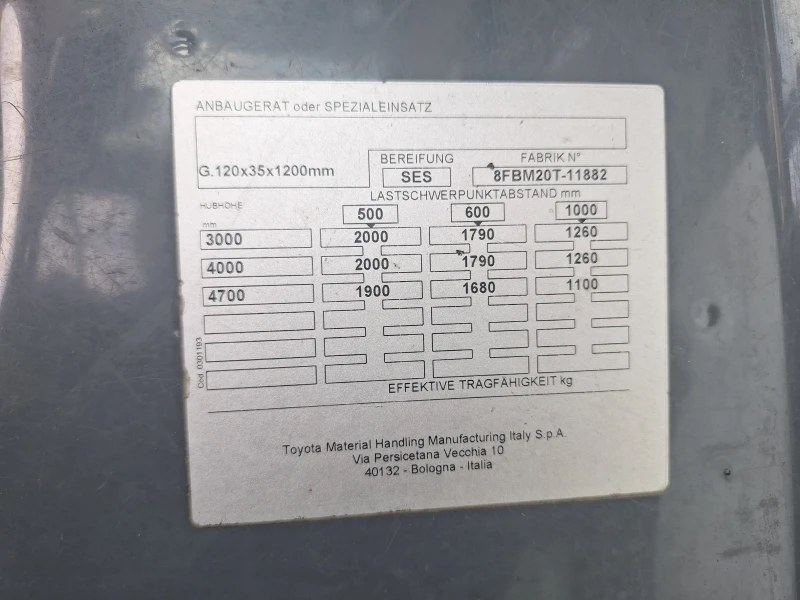 ANBAUGERAT oder SPEZIALEINSATZ
G.120x35x1200mm
BEREIFUNG
SES
FABRIK N°
8FBM20T-11882
LASTSCHWERPUNKTABSTAND mm
HUBHÖHE
mm
500 600 1000
3000 2000 1790 1260
4000 2000 1790 1260
4700 1900 1680 1100
Cod. 0301193
EFFEKTIVE TRAGFÄHIGKEIT kg
Toyota Material Handling Manufacturing Italy S.p.A.
Via Persicetana Vecchia 10
40132 - Bologna - Italia